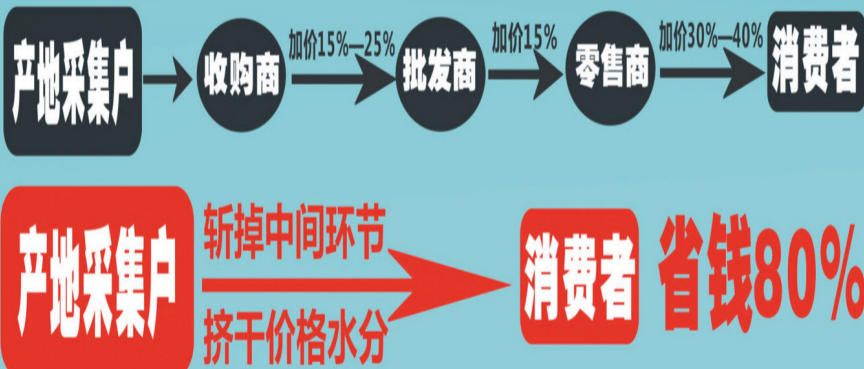 产地采集户
收购商
加价15%—25%
批发商
加价15%
零售商
加价30%—40%
消费者
产地采集户
斩掉中间环节
挤干价格水分
消费者
省钱80%